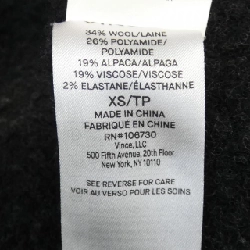 34% WOOL/LAINE
26% POLYAMIDE/
POLYAMIDE
19% ALPACA/ALPAGA
19% VISCOSE/VISCOSE
2% ELASTANE/ÉLASTHANNE
XS/TP
MADE IN CHINA
FABRIQUÉ EN CHINE
RN#106730
Vince, LLC
500 Fifth Avenue, 20th Floor
New York, NY 10110
SEE REVERSE FOR CARE
VOIR AU VERSO POUR LES SOINS